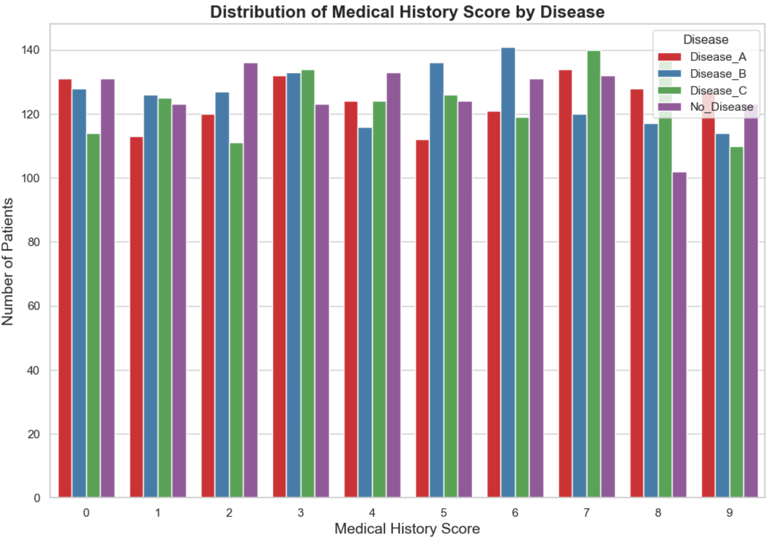 Distribution of Medical History Score by Disease
Number of Patients
140
120
100
80
60
40
20
0
Disease
Disease_A
Disease_B
Disease_C
No_Disease
0 1 2 3 4 5 6 7 8 9
Medical History Score